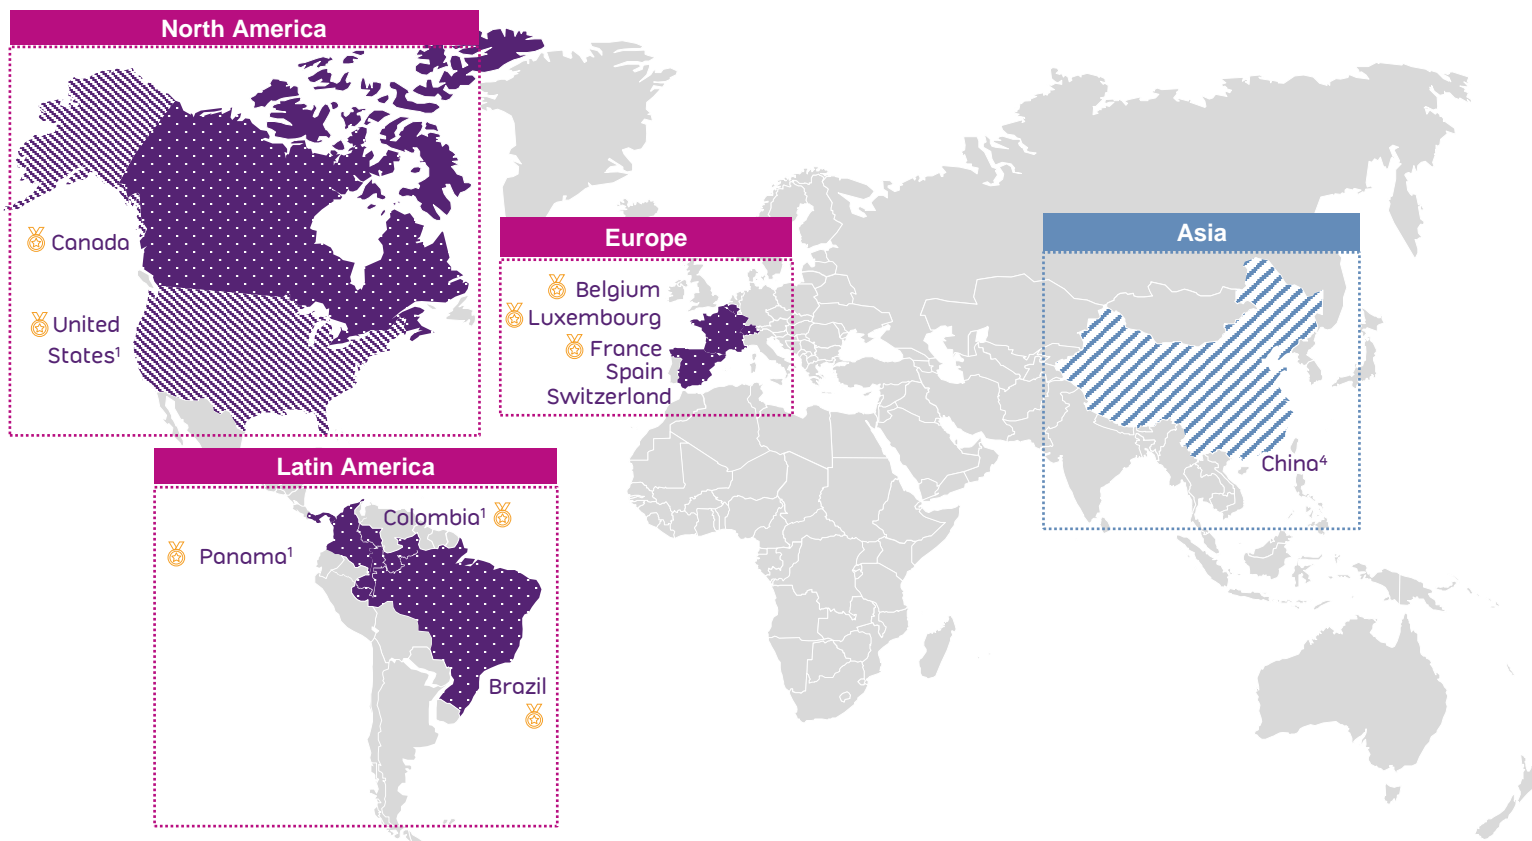 North America
Canada
United
States¹
Europe
Belgium
Luxembourg
France
Spain
Switzerland
Asia
China⁴
Latin America
Colombia¹
Panama¹
Brazil